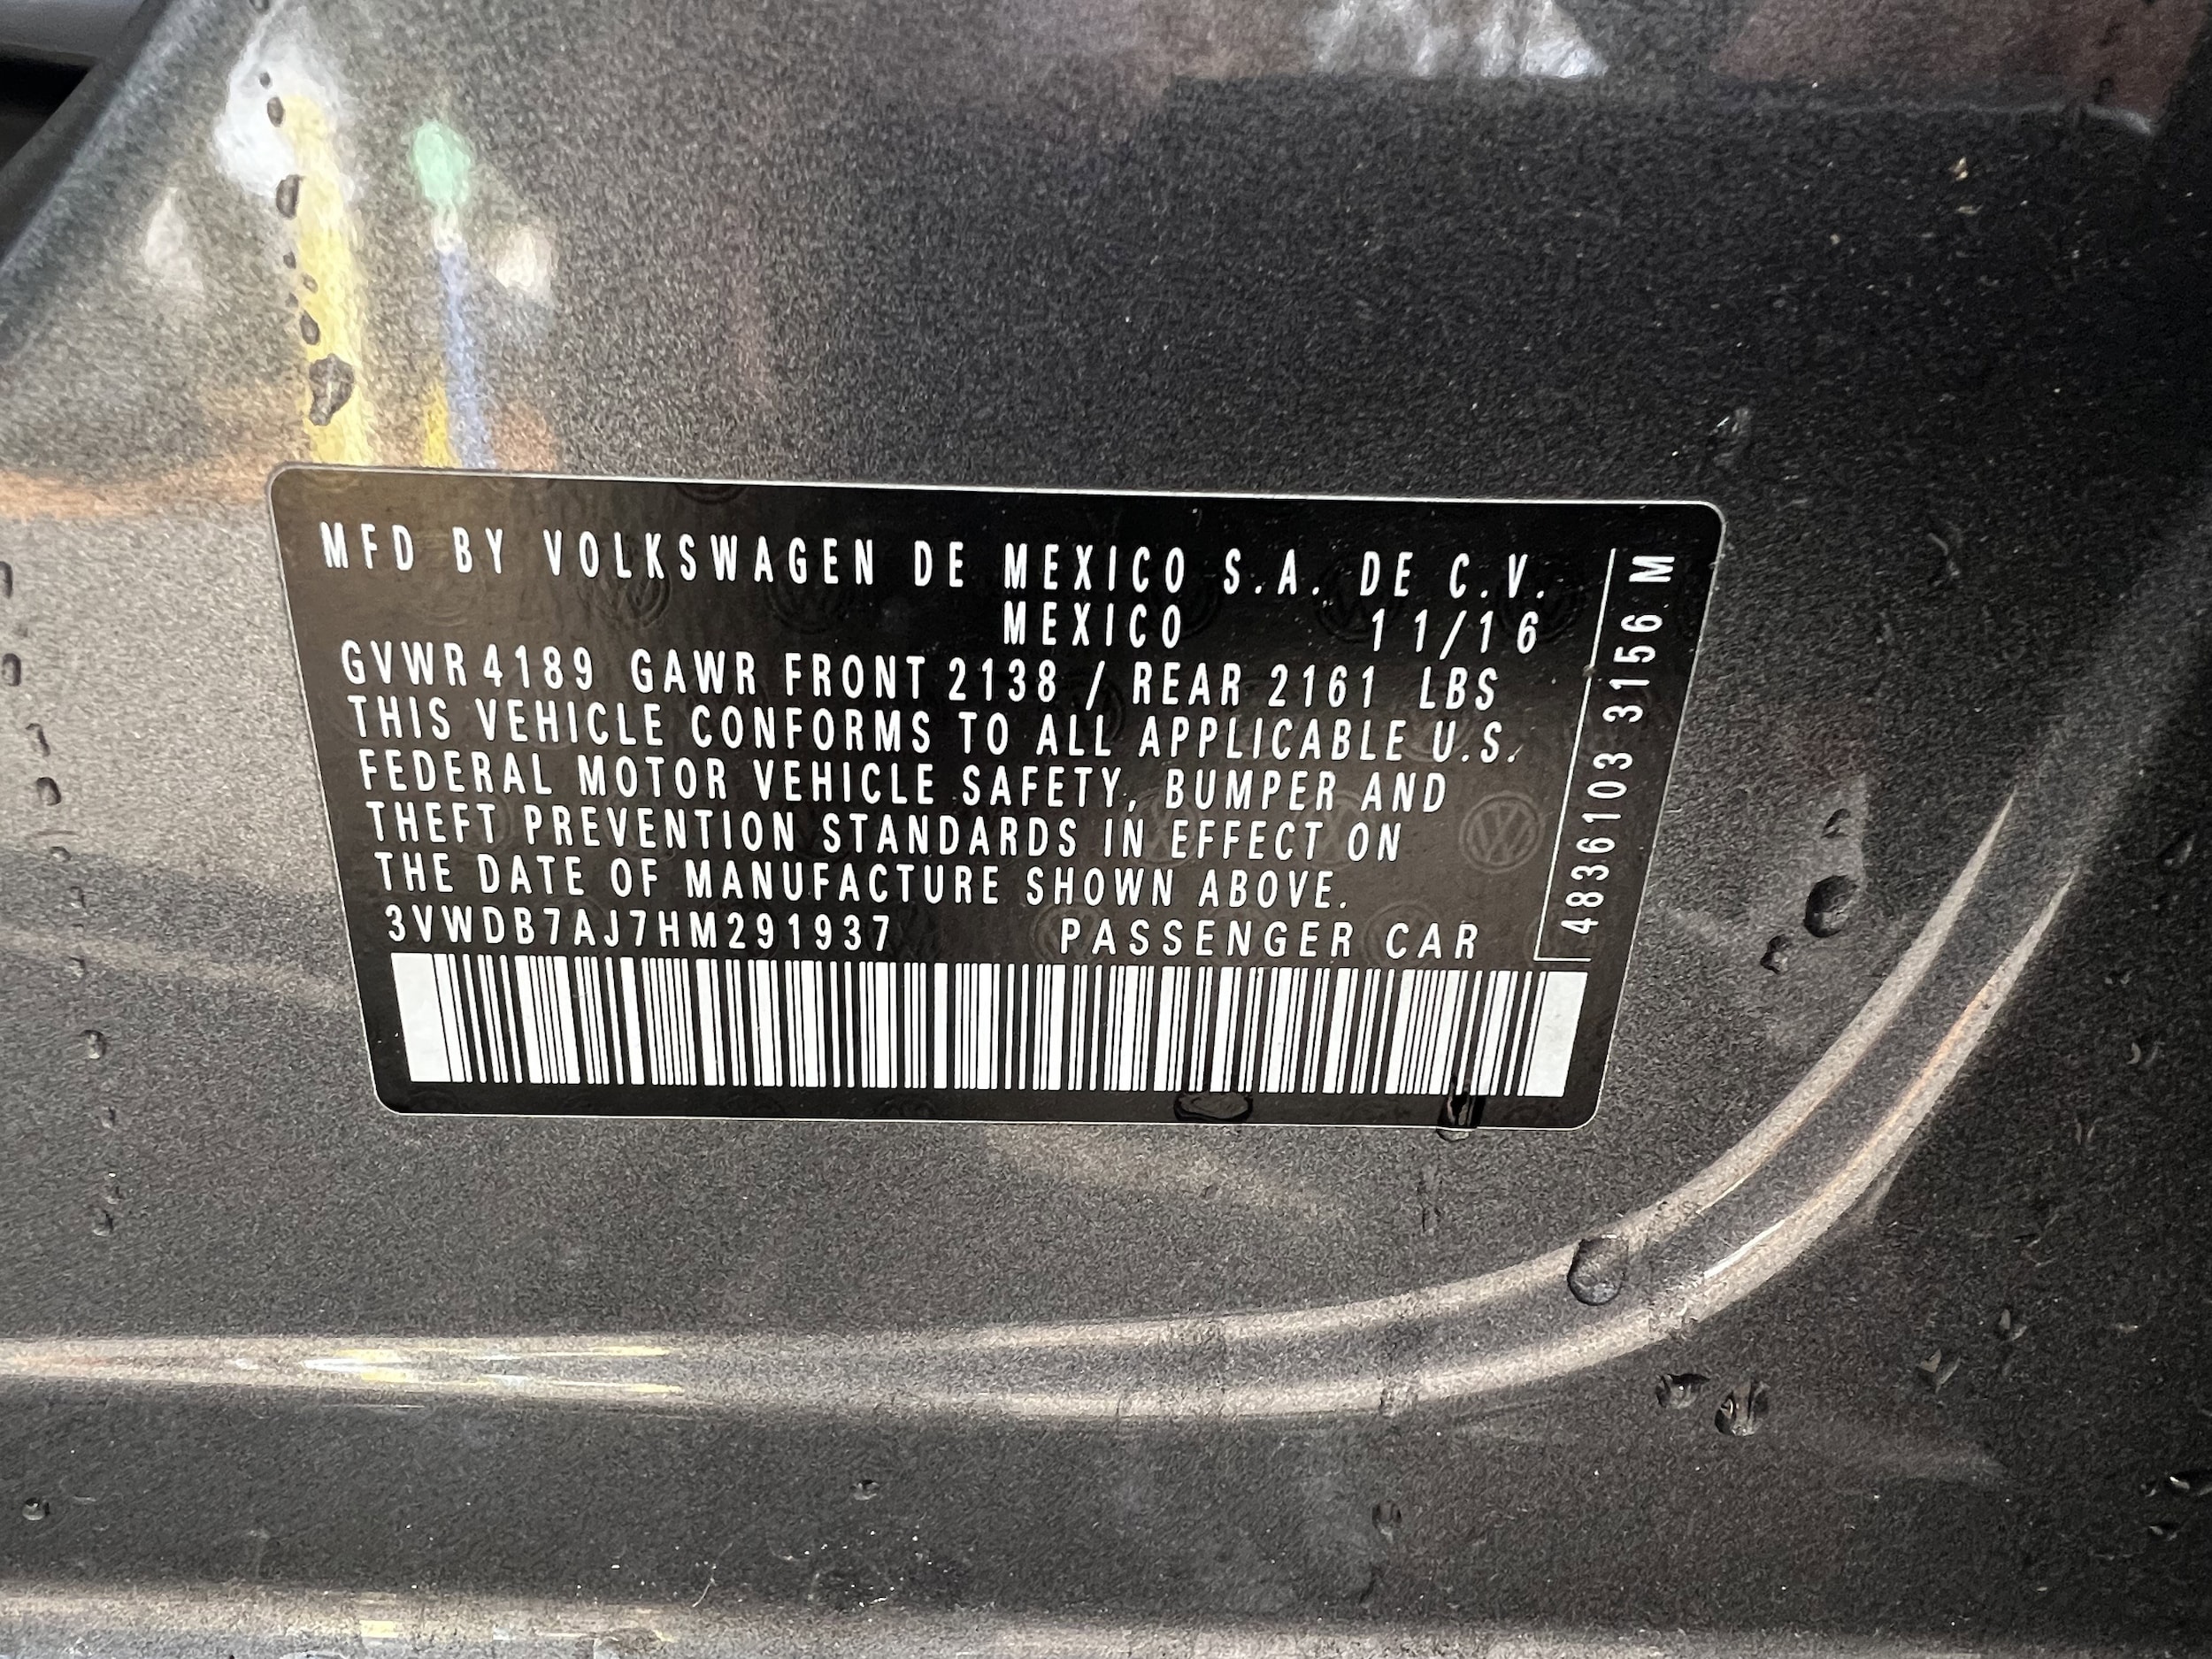 MFD BY VOLKSWAGEN DE MEXICO S.A. DE C.V.
MEXICO 11/16
GVWR 4189 GAWR FRONT 2138 / REAR 2161 LBS
THIS VEHICLE CONFORMS TO ALL APPLICABLE U.S.
FEDERAL MOTOR VEHICLE SAFETY, BUMPER AND
THEFT PREVENTION STANDARDS IN EFFECT ON
THE DATE OF MANUFACTURE SHOWN ABOVE.
3VWDB7AJ7HM291937 PASSENGER CAR
4836103 3156 M